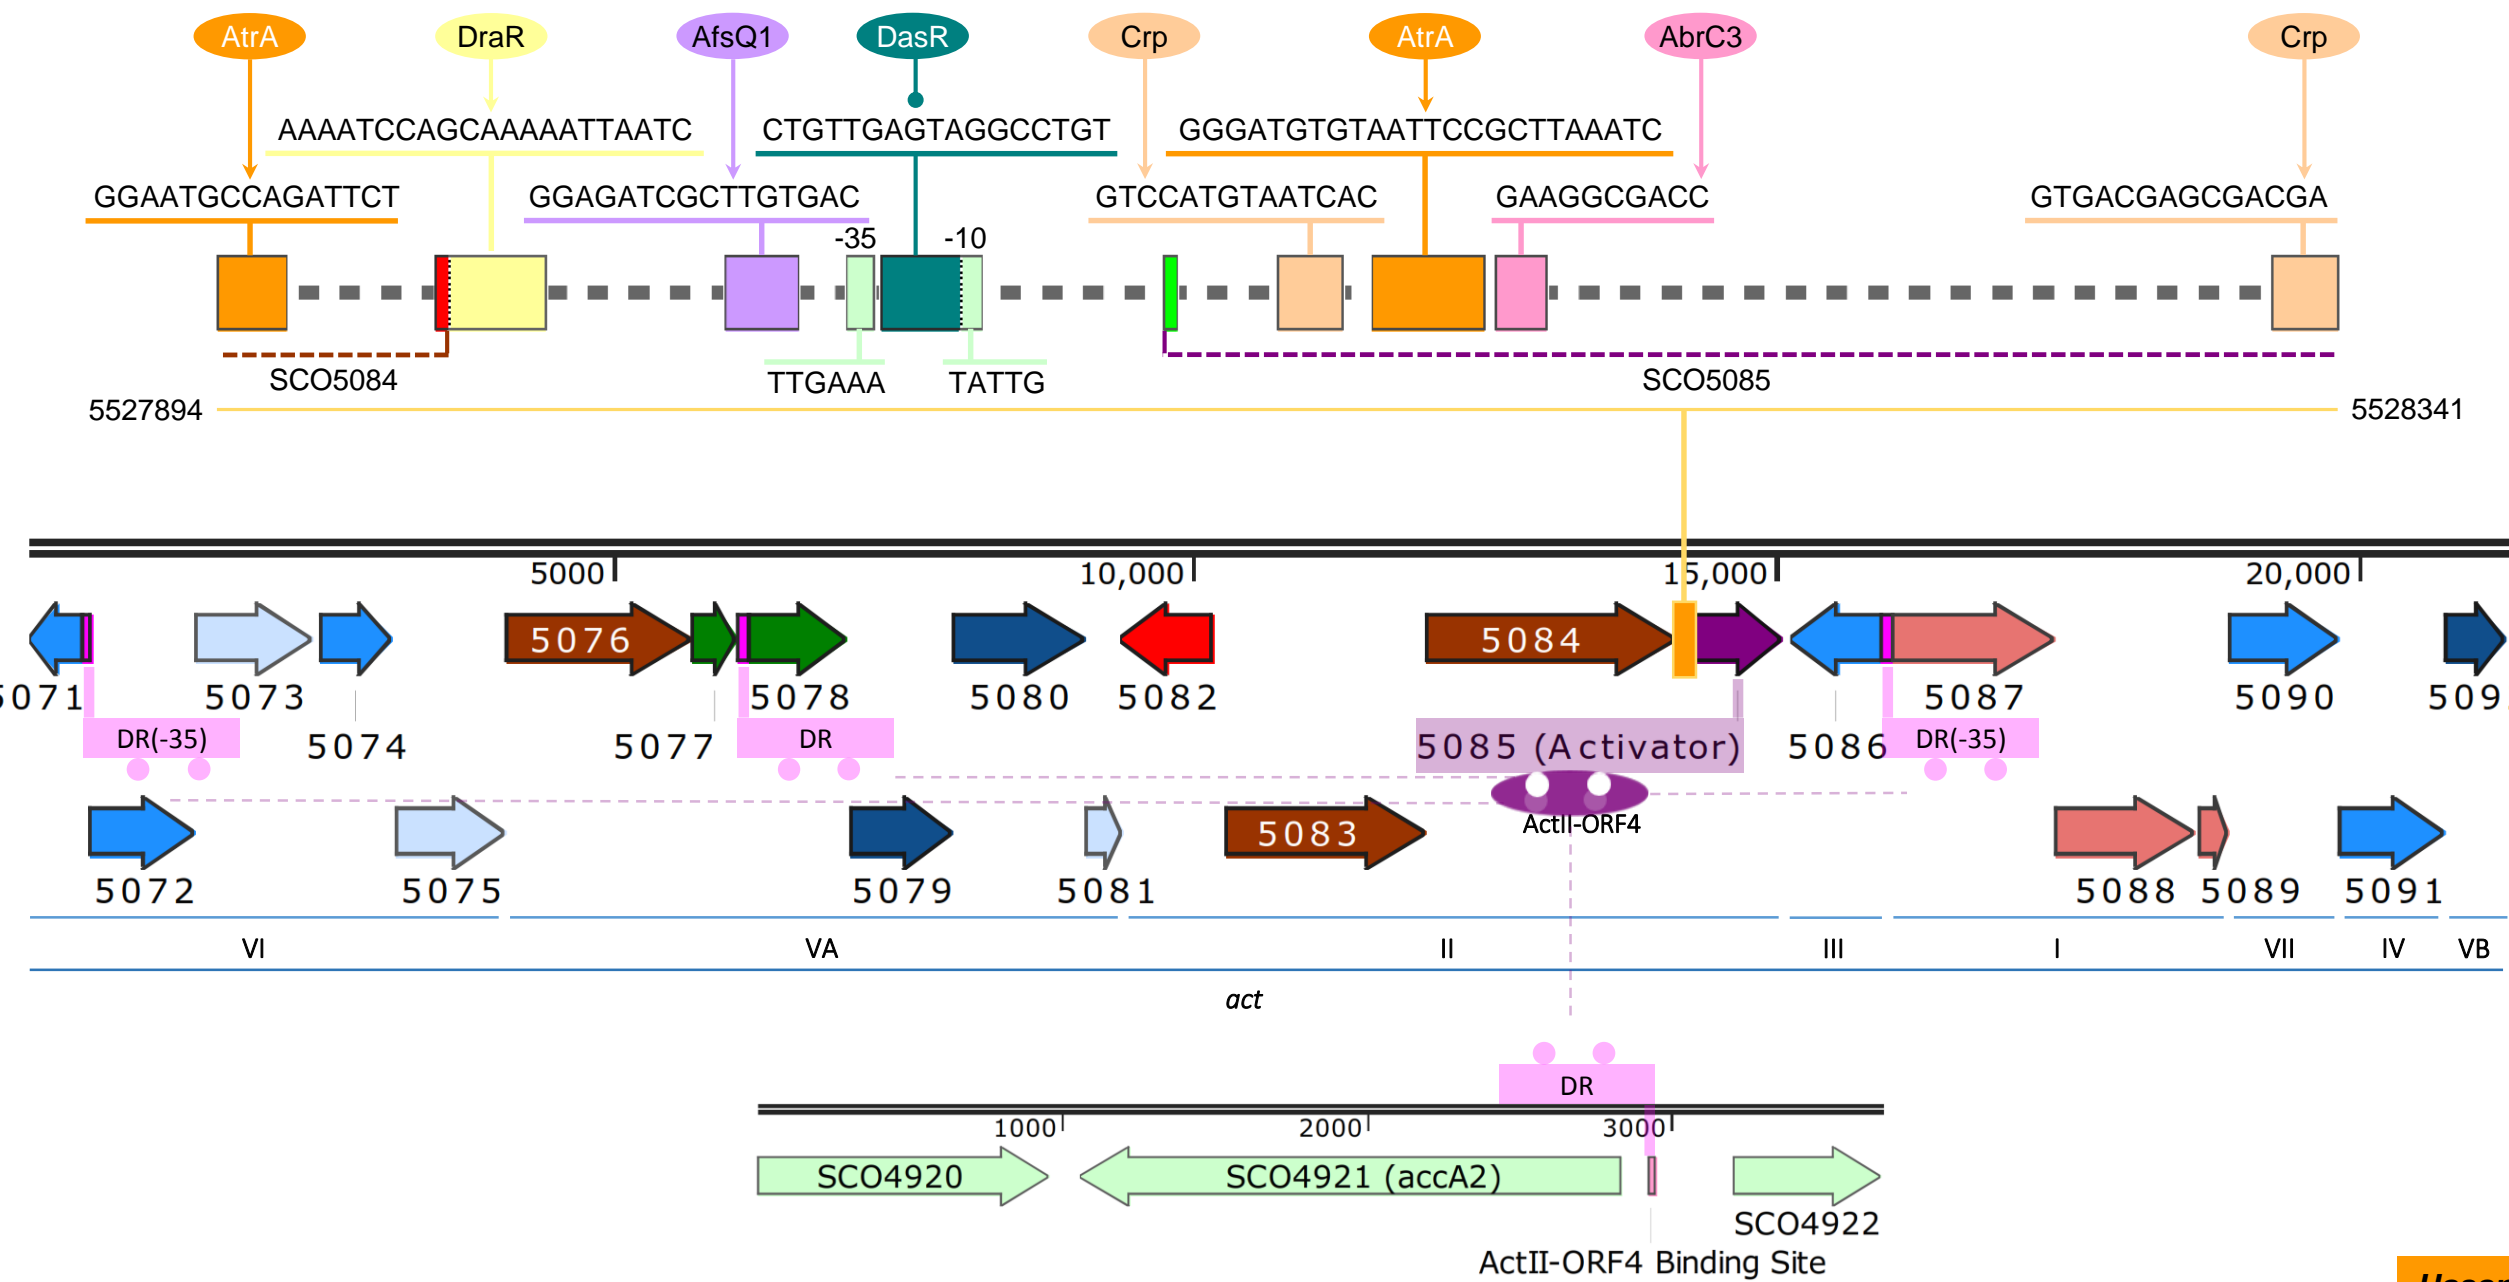 AtrA DraR AfsQ1 DasR Crp AtrA AbrC3 Crp
AAAATCCAGCAAAAATTAATC CTGTTGAGTAGGCCTGT GGGATGTGTAATTCCGCTTAAATC
GGAATGCCAGATTCT GGAGATCGCTTGTGAC GTCCATGTAATCAC GAAGGCGACC GTGACGAGCGACGA
-35 -10
SCO5084 TTGAAA TATTG SCO5085
5527894 5528341
5000 10,000 15,000 20,000
5076 5084
5071 5073 5078 5080 5082 5087 5090 509
DR(-35) 5074 5077 DR 5085 (Activator) 5086 DR(-35)
ActII-ORF4
5083
5072 5075 5079 5081 5088 5089 5091
VI VA II III I VII IV VB
act
DR
1000 2000 3000
SCO4920 SCO4921 (accA2)
SCO4922
ActII-ORF4 Binding Site